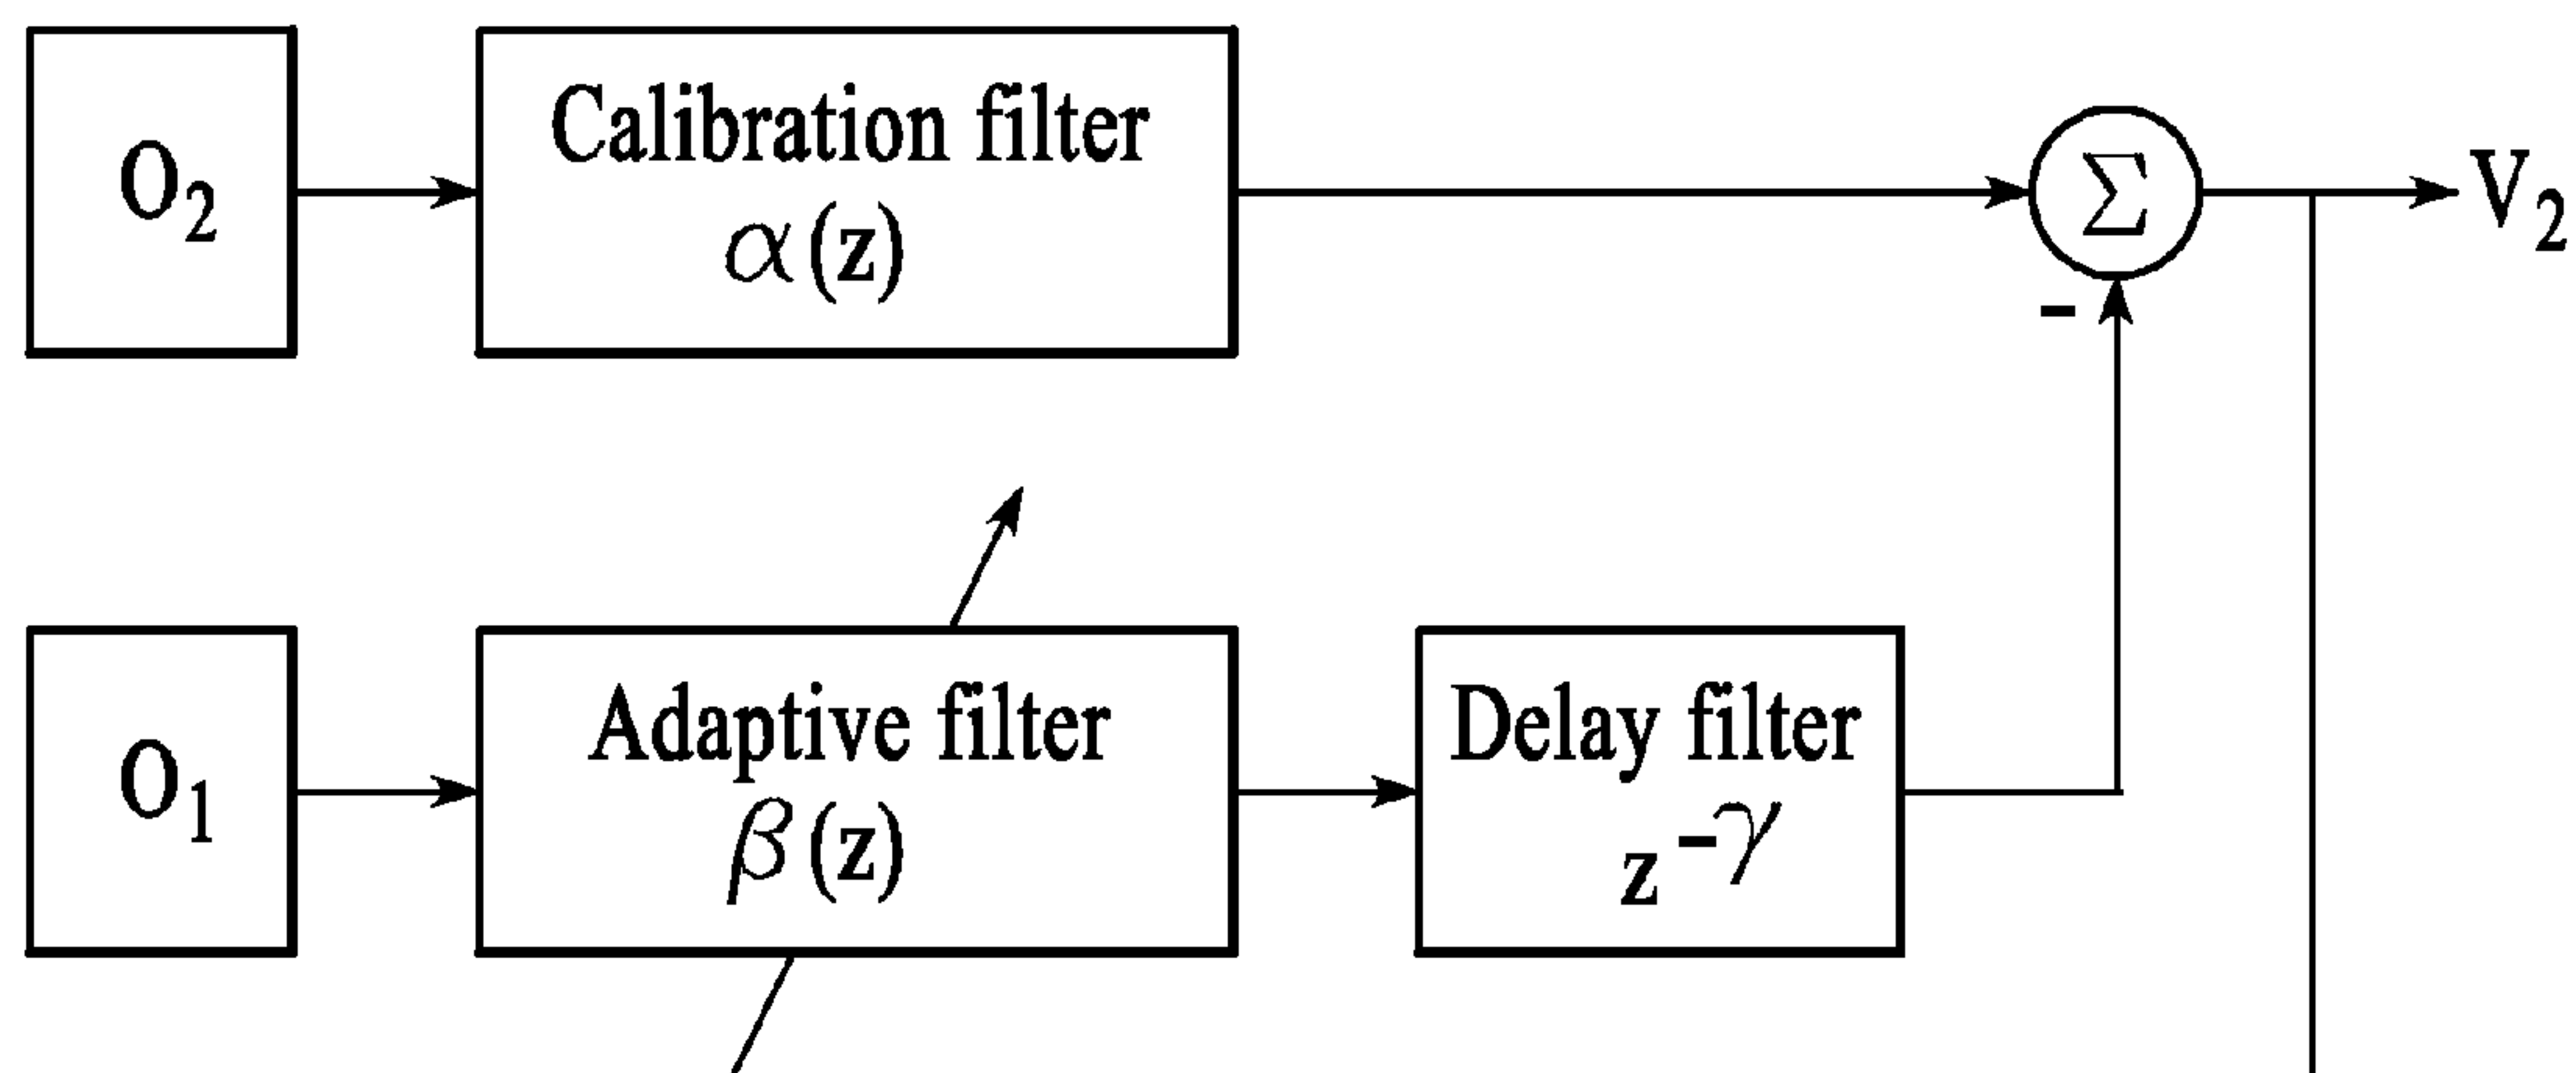 O₂
Calibration filter
α(z)
Σ
V₂
-
O₁
Adaptive filter
β(z)
Delay filter
z^-γ